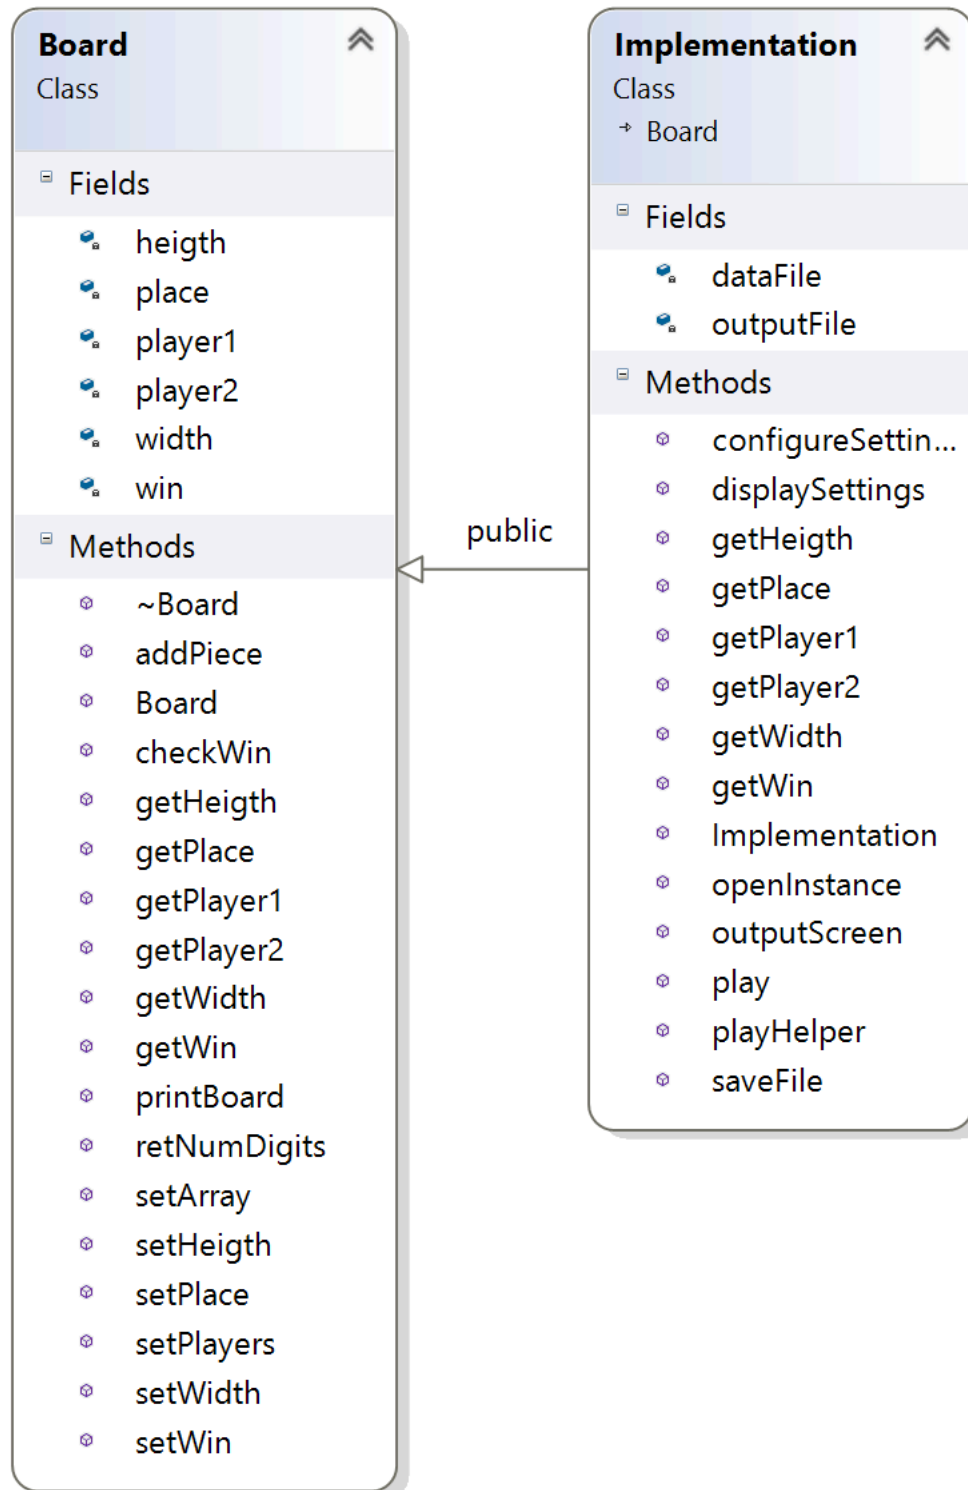 Board
Class
Fields
heigth
place
player1
player2
width
win
Methods
~Board
addPiece
Board
checkWin
getHeigth
getPlace
getPlayer1
getPlayer2
getWidth
getWin
printBoard
retNumDigits
setArray
setHeigth
setPlace
setPlayers
setWidth
setWin
public
Implementation
Class
Board
Fields
dataFile
outputFile
Methods
configureSettin...
displaySettings
getHeigth
getPlace
getPlayer1
getPlayer2
getWidth
getWin
Implementation
openInstance
outputScreen
play
playHelper
saveFile